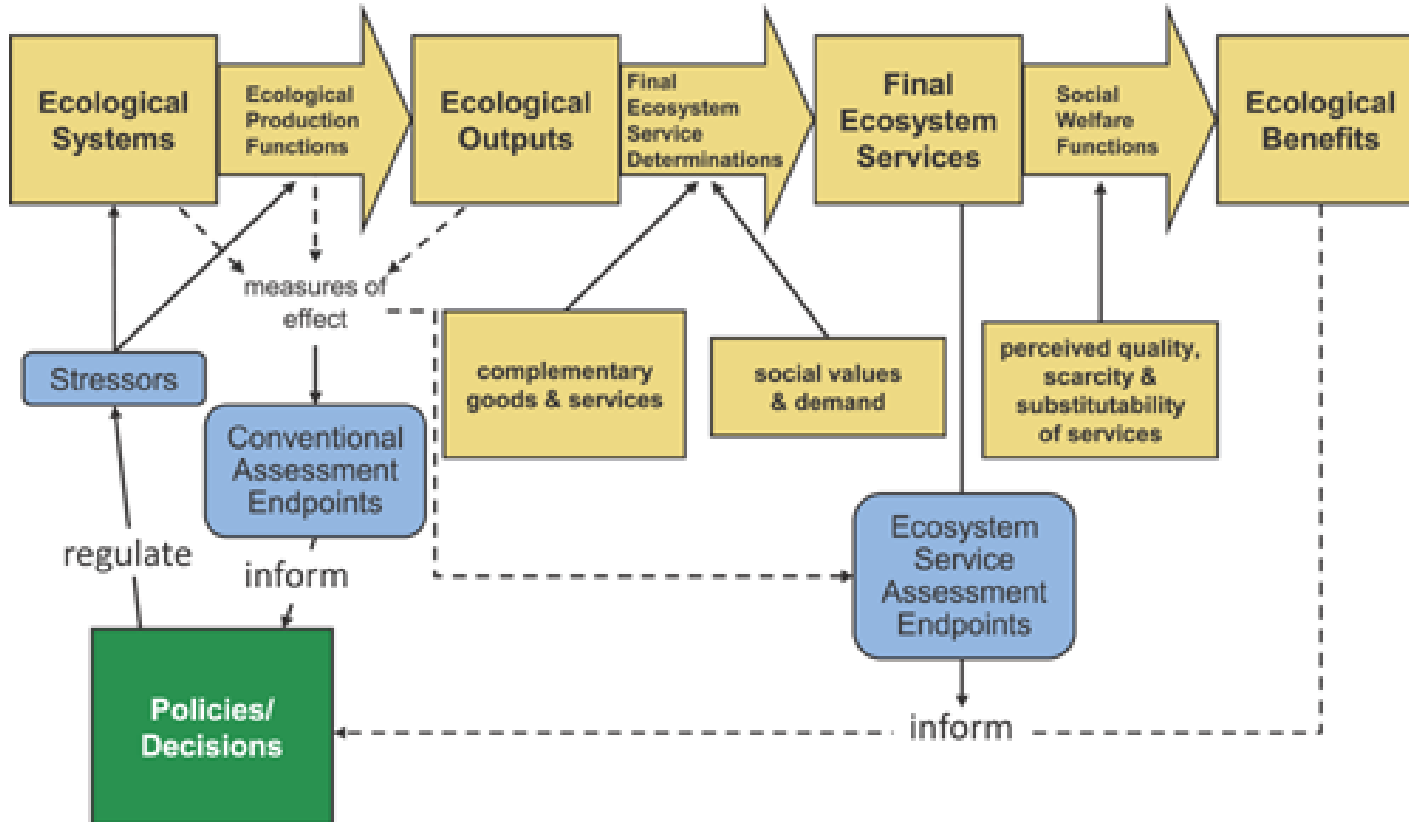 Ecological
Systems
Ecological
Production
Functions
Ecological
Outputs
Final
Ecosystem
Service
Determinations
Final
Ecosystem
Services
Social
Welfare
Functions
Ecological
Benefits
measures of
effect
Stressors
Conventional
Assessment
Endpoints
complementary
goods & services
social values
& demand
perceived quality,
scarcity &
substitutability
of services
Ecosystem
Service
Assessment
Endpoints
regulate
inform
Policies/
Decisions
inform